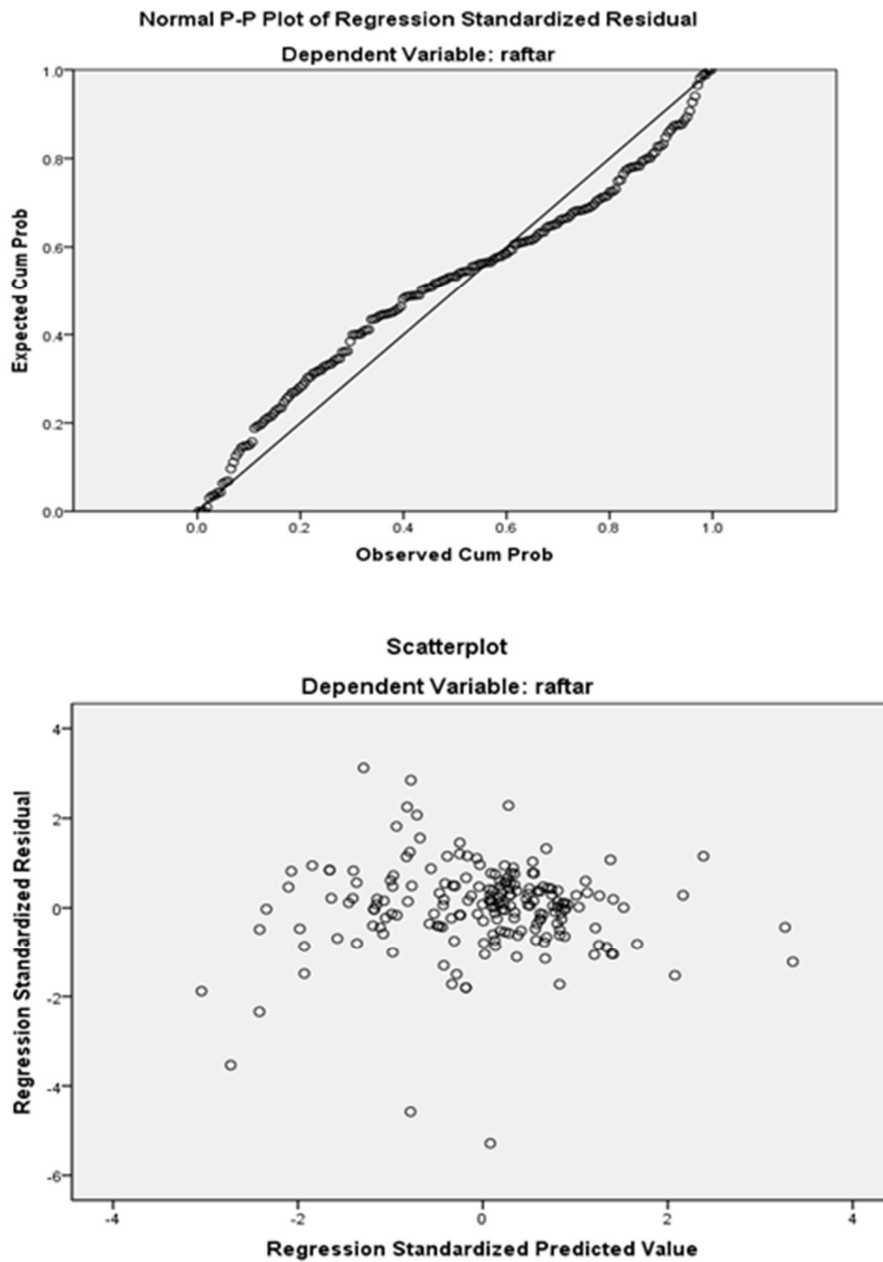 Normal P-P Plot of Regression Standardized Residual
Dependent Variable: raftar
1.0
0.8
0.6
0.4
0.2
0.0
Expected Cum Prob
0.0 0.2 0.4 0.6 0.8 1.0
Observed Cum Prob
Scatterplot
Dependent Variable: raftar
4
2
0
-2
-4
-6
Regression Standardized Residual
-4 -2 0 2 4
Regression Standardized Predicted Value